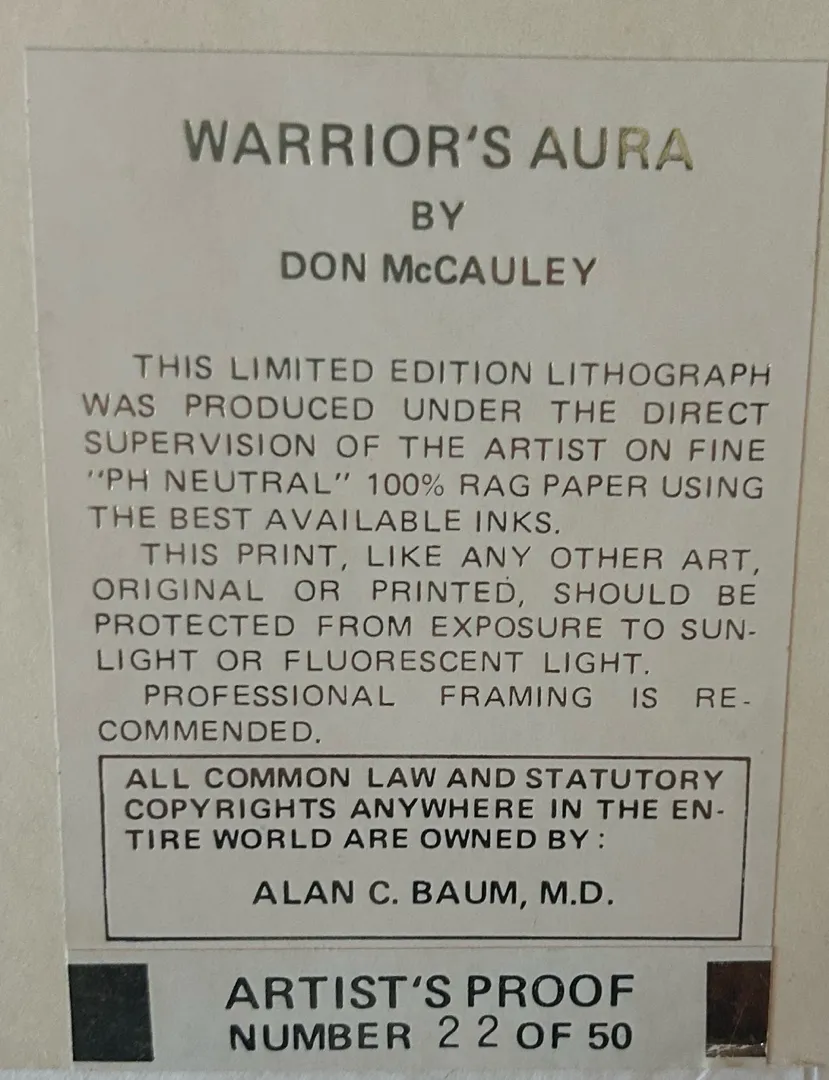 WARRIOR'S AURA
BY
DON McCAULEY
THIS LIMITED EDITION LITHOGRAPH
WAS PRODUCED UNDER THE DIRECT
SUPERVISION OF THE ARTIST ON FINE
''PH NEUTRAL'' 100% RAG PAPER USING
THE BEST AVAILABLE INKS.
THIS PRINT, LIKE ANY OTHER ART,
ORIGINAL OR PRINTED, SHOULD BE
PROTECTED FROM EXPOSURE TO SUN-
LIGHT OR FLUORESCENT LIGHT.
PROFESSIONAL FRAMING IS RE-
COMMENDED.
ALL COMMON LAW AND STATUTORY
COPYRIGHTS ANYWHERE IN THE EN-
TIRE WORLD ARE OWNED BY :
ALAN C. BAUM, M.D.
ARTIST'S PROOF
NUMBER 22 OF 50